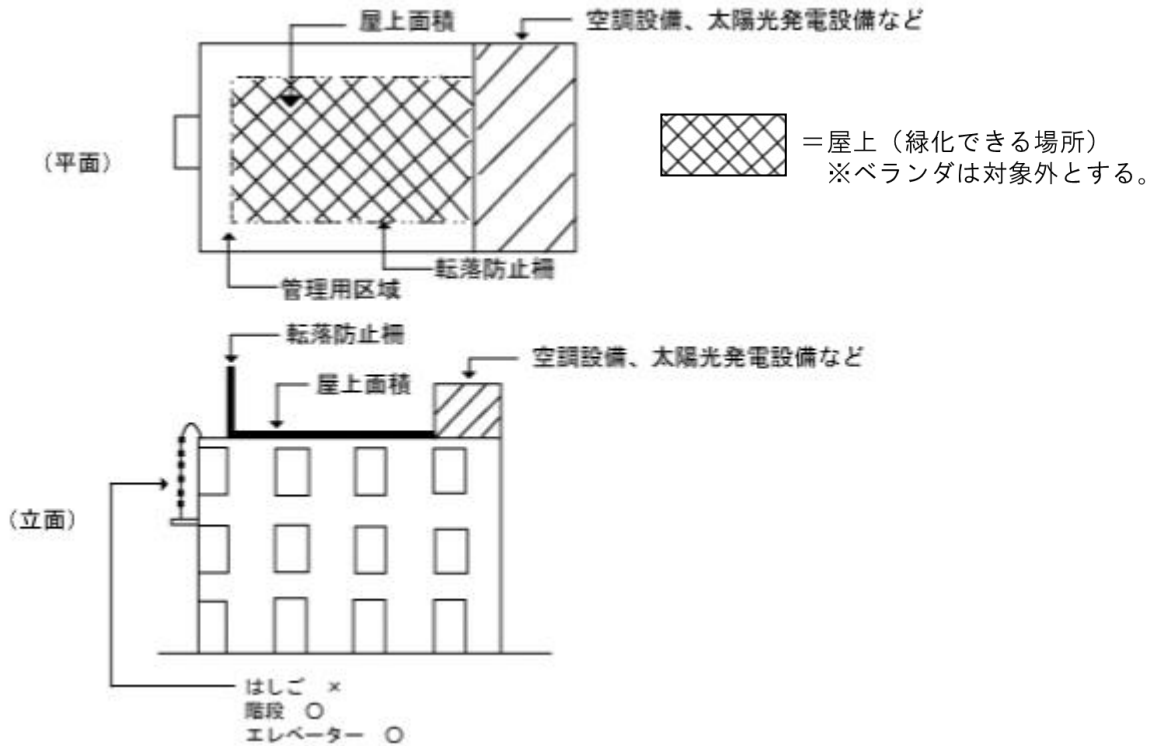 屋上面積
空調設備、太陽光発電設備など
(平面)
=屋上(緑化できる場所)
※ベランダは対象外とする。
転落防止柵
管理用区域
転落防止柵
空調設備、太陽光発電設備など
屋上面積
(立面)
はしご ×
階段 〇
エレベーター 〇